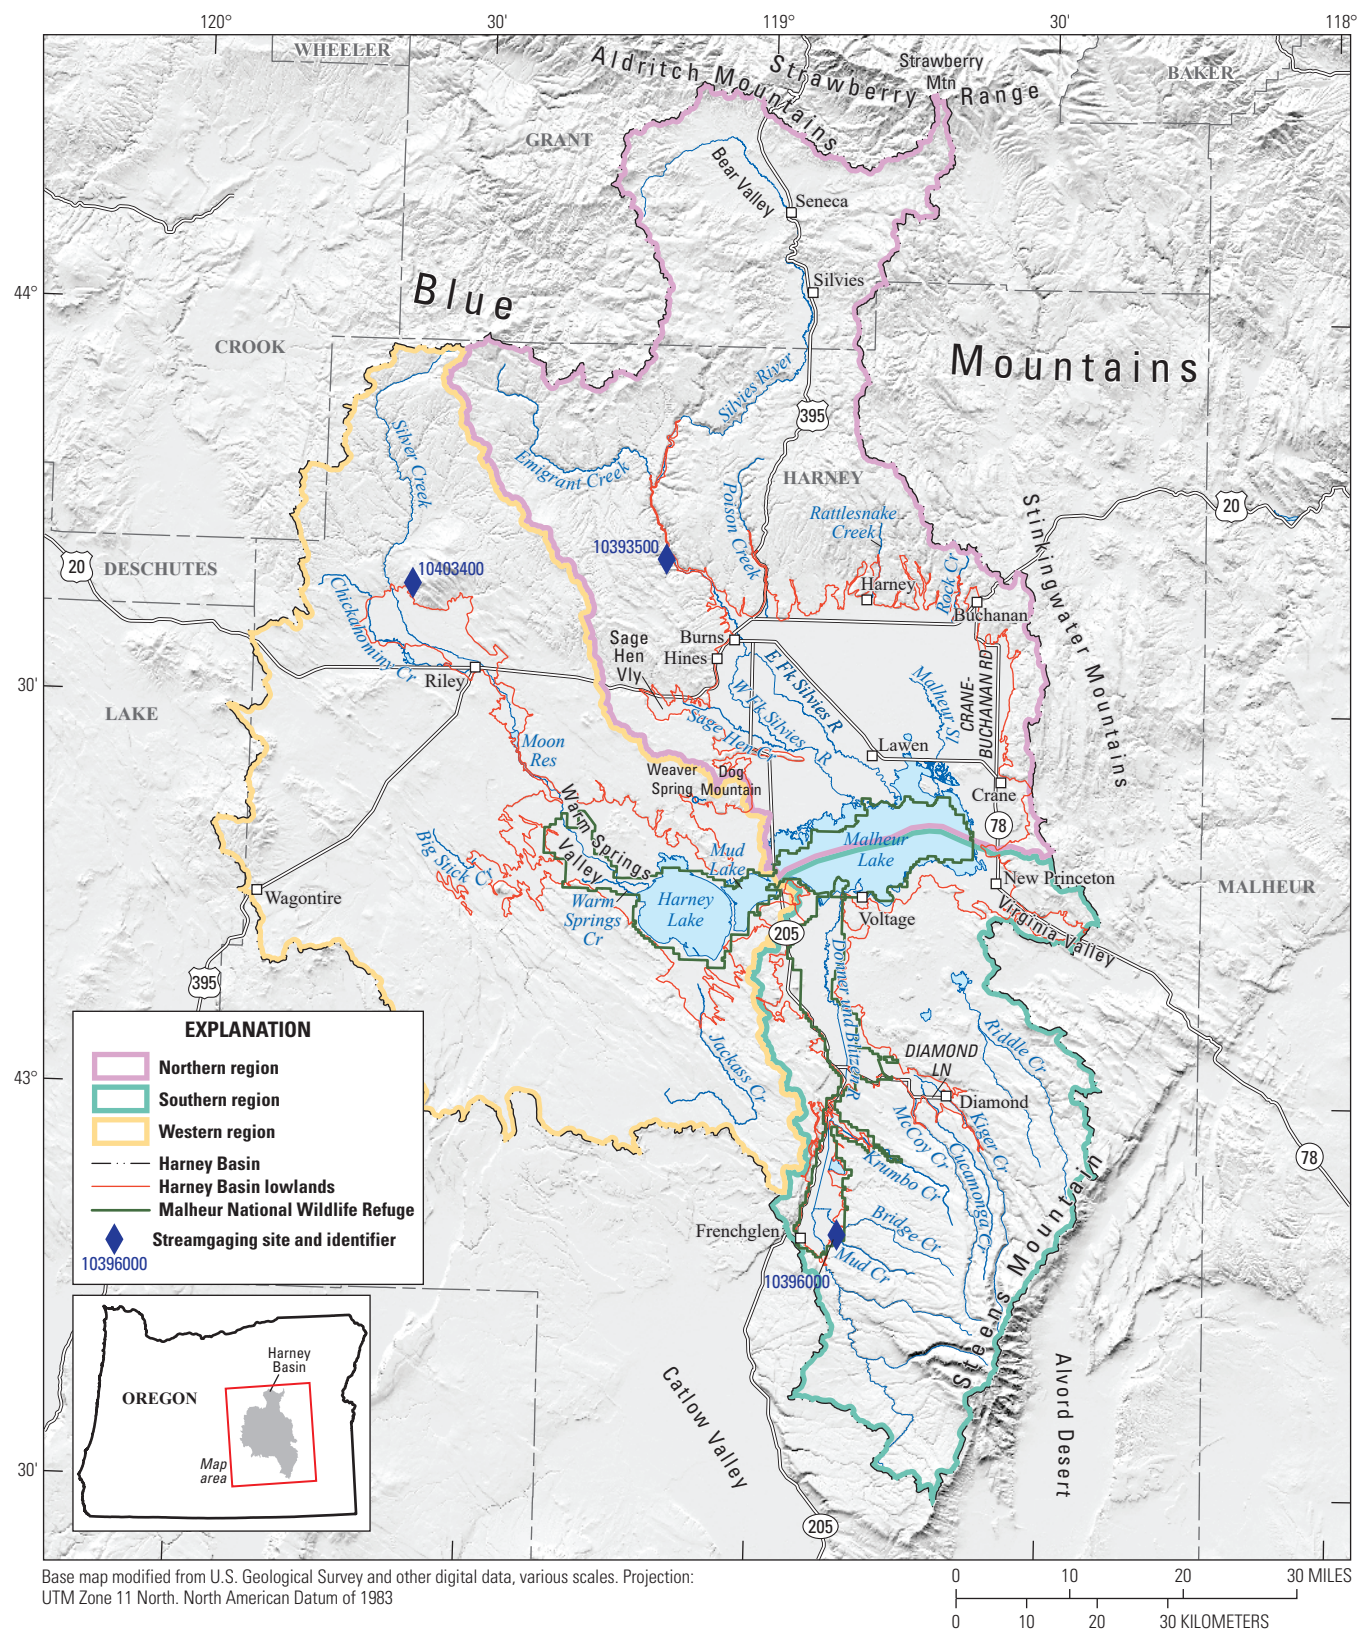 120°
30'
119°
30'
118°
WHEELER
Aldritch Mountains
Strawberry Range
Strawberry
Mtn
BAKER
GRANT
Bear Valley
Seneca
44°
Blue
Silvies
CROOK
Mountains
Silvies River
395
Silver Creek
Emigrant Creek
Poison Creek
HARNEY
Rattlesnake
Creek
20
Stinkingwater Mountains
20
DESCHUTES
10403400
10393500
Harney
Rock Cr
Buchanan
Chickahominy Cr
Riley
Sage
Hen
Vly
Burns
Hines
E Fk Silvies R
W Fk Silvies R
Sage Hen Cr
Malheur Sl
CRANE-
BUCHANAN RD
LAKE
Moon
Res
Lawen
Weaver
Spring
Dog
Mountain
Crane
78
Warm Springs
Valley
Big Stick Cr
Mud
Lake
Malheur
Lake
New Princeton
MALHEUR
Wagontire
Warm
Springs
Cr
Harney
Lake
Voltage
Virginia Valley
205
395
Donner und Blitzen R
Riddle Cr
Jackass Cr
DIAMOND
LN
43°
Diamond
McCoy Cr
Kiger Cr
Cucamonga Cr
Krumbo Cr
78
Bridge Cr
Frenchglen
Mud Cr
10396000
Steens Mountain
Catlow Valley
Alvord Desert
205
30'
EXPLANATION
Northern region
Southern region
Western region
Harney Basin
Harney Basin lowlands
Malheur National Wildlife Refuge
Streamgaging site and identifier
10396000
Harney
Basin
OREGON
Map
area
Base map modified from U.S. Geological Survey and other digital data, various scales. Projection:
UTM Zone 11 North. North American Datum of 1983
0 10 20 30 MILES
0 10 20 30 KILOMETERS
30'